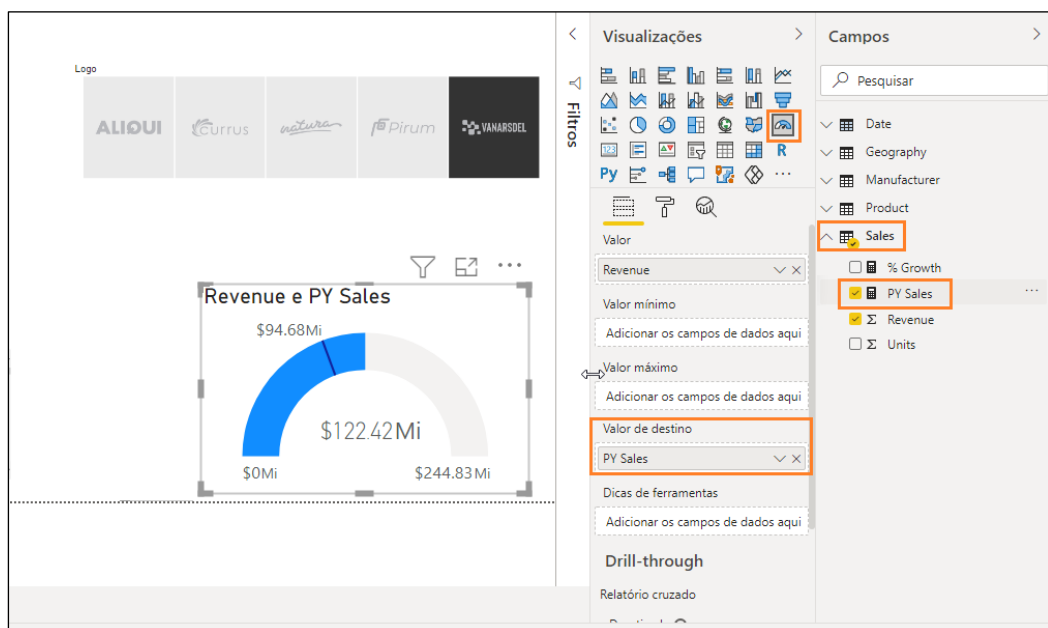 Logo
ALIQUI
Currus
natura
Pirum
VANARSDEL
Revenue e PY Sales
$94.68Mi
$122.42Mi
$0Mi
$244.83Mi
Filtros
Visualizações
123
R
Py
Valor
Revenue
Valor mínimo
Adicionar os campos de dados aqui
Valor máximo
Adicionar os campos de dados aqui
Valor de destino
PY Sales
Dicas de ferramentas
Adicionar os campos de dados aqui
Drill-through
Relatório cruzado
Campos
Pesquisar
Date
Geography
Manufacturer
Product
Sales
% Growth
PY Sales
Σ Revenue
Σ Units